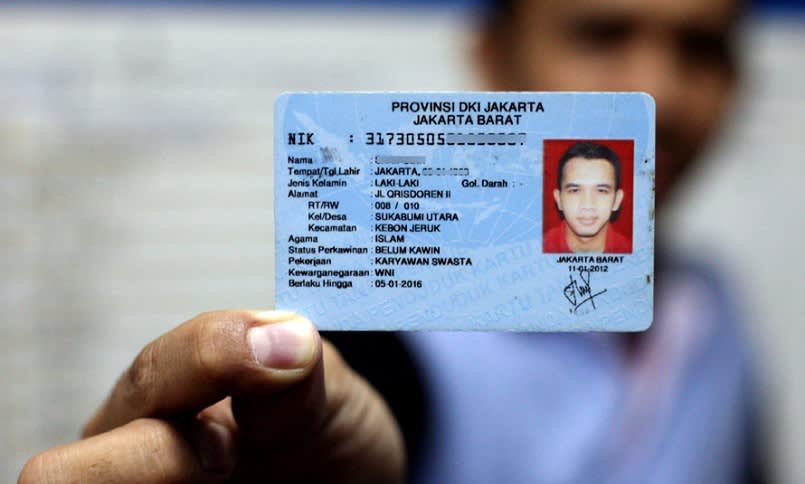 PROVINSI DKI JAKARTA
JAKARTA BARAT
NIK : 31730505
Nama :
Tempat/Tgl.Lahir : JAKARTA,
Jenis Kelamin : LAKI-LAKI Gol. Darah : -
Alamat : JL QRISDOREN II
RT/RW : 008 / 010
Kel/Desa : SUKABUMI UTARA
Kecamatan : KEBON JERUK
Agama : ISLAM
Status Perkawinan : BELUM KAWIN
Pekerjaan : KARYAWAN SWASTA
Kewarganegaraan : WNI
Berlaku Hingga : 05-01-2016
JAKARTA BARAT
11-01-2012